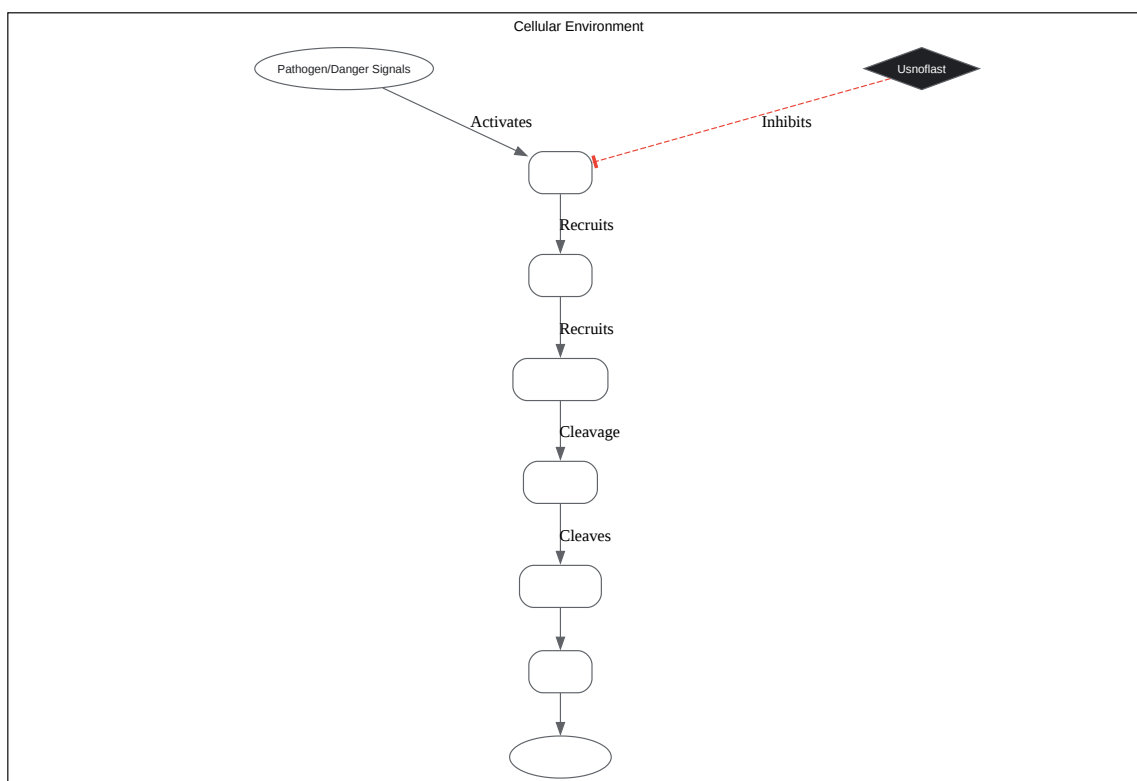 Cellular Environment
Pathogen/Danger Signals
Usnoflast
Activates
Inhibits
Recruits
Recruits
Cleavage
Cleaves